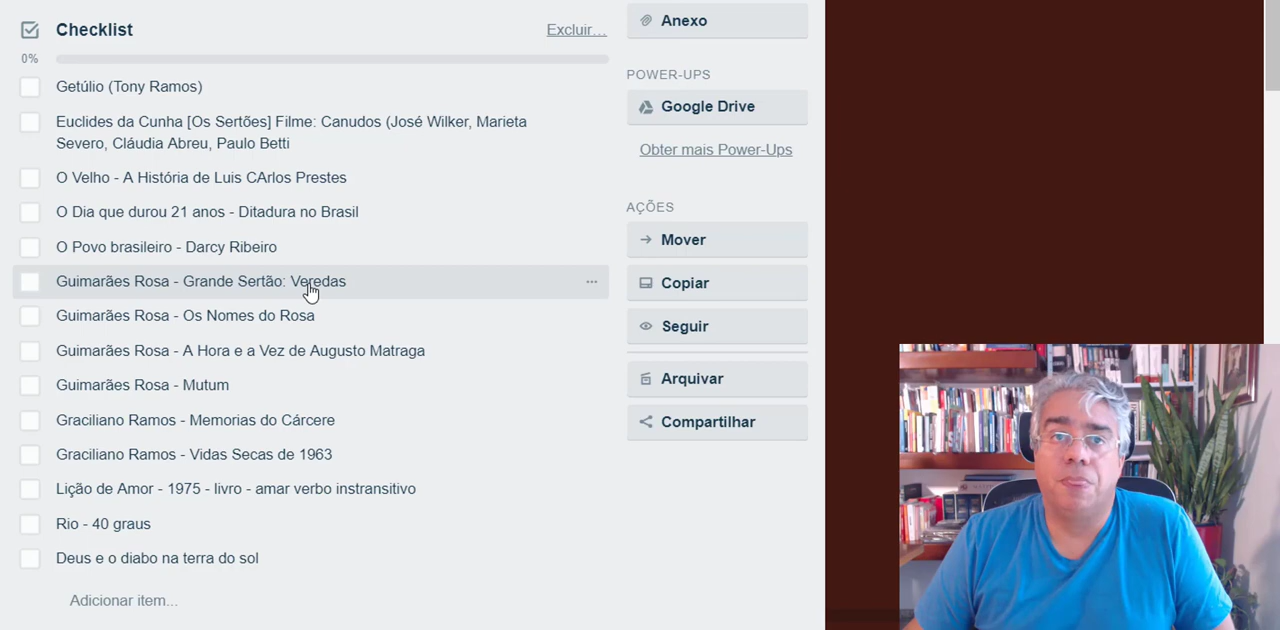 Checklist
Excluir...
0%
Getúlio (Tony Ramos)
Euclides da Cunha [Os Sertões] Filme: Canudos (José Wilker, Marieta
Severo, Cláudia Abreu, Paulo Betti
O Velho - A História de Luis CArlos Prestes
O Dia que durou 21 anos - Ditadura no Brasil
O Povo brasileiro - Darcy Ribeiro
Guimarães Rosa - Grande Sertão: Veredas
Guimarães Rosa - Os Nomes do Rosa
Guimarães Rosa - A Hora e a Vez de Augusto Matraga
Guimarães Rosa - Mutum
Graciliano Ramos - Memorias do Cárcere
Graciliano Ramos - Vidas Secas de 1963
Lição de Amor - 1975 - livro - amar verbo instransitivo
Rio - 40 graus
Deus e o diabo na terra do sol
Adicionar item...
Anexo
POWER-UPS
Google Drive
Obter mais Power-Ups
AÇÕES
Mover
Copiar
Seguir
Arquivar
Compartilhar